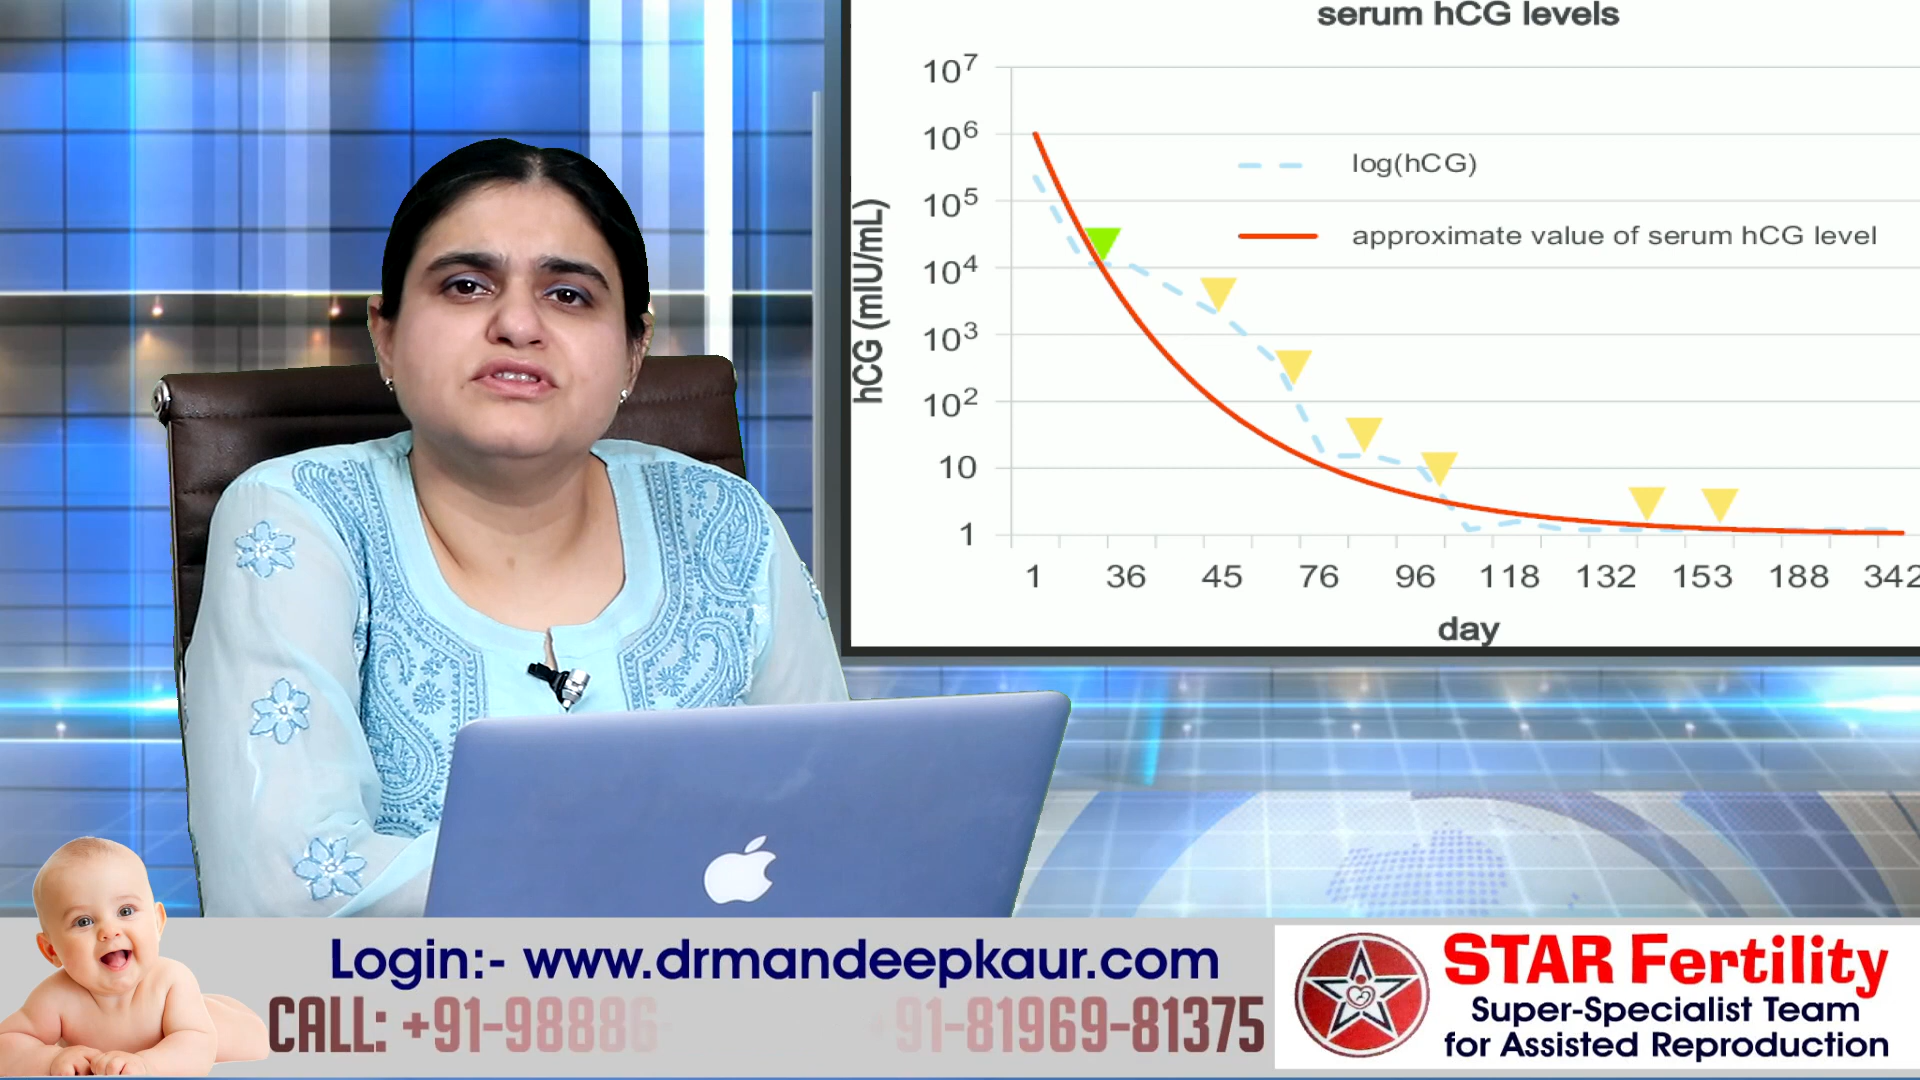 serum hCG levels
10⁷
10⁶
10⁵
10⁴
10³
10²
10
1
hCG (mIU/mL)
log(hCG)
approximate value of serum hCG level
1 36 45 76 96 118 132 153 188 342
day
Login:- www.drmandeepkaur.com
CALL: +91-98886
91-81969-81375
STAR Fertility
Super-Specialist Team
for Assisted Reproduction